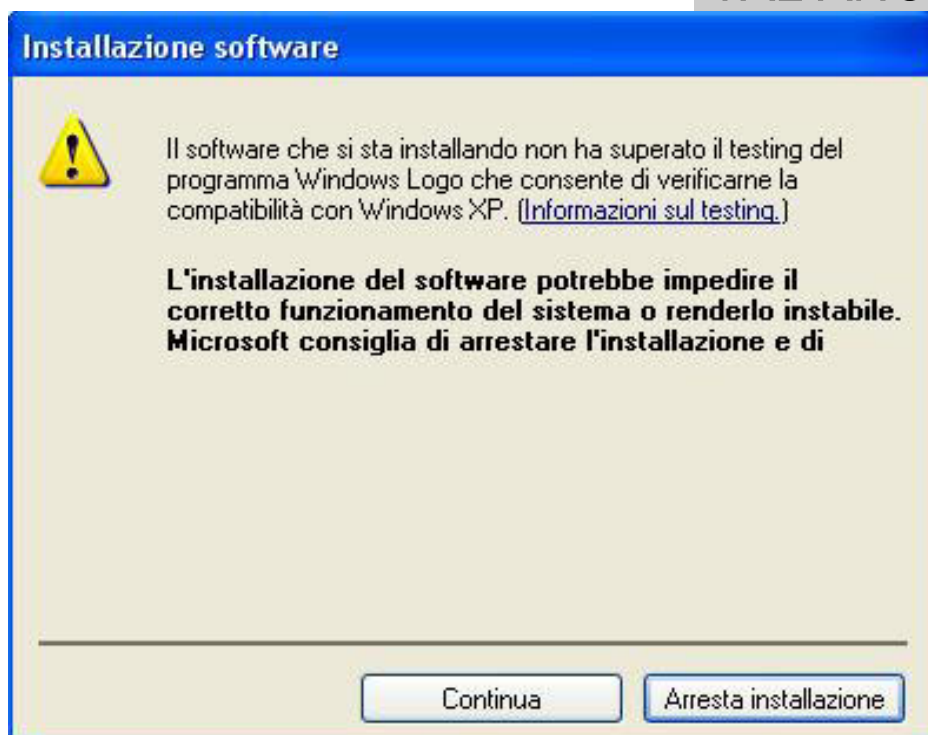 Installazione software
Il software che si sta installando non ha superato il testing del
programma Windows Logo che consente di verificarne la
compatibilità con Windows XP. (Informazioni sul testing.)
L'installazione del software potrebbe impedire il
corretto funzionamento del sistema o renderlo instabile.
Microsoft consiglia di arrestare l'installazione e di
Continua
Arresta installazione